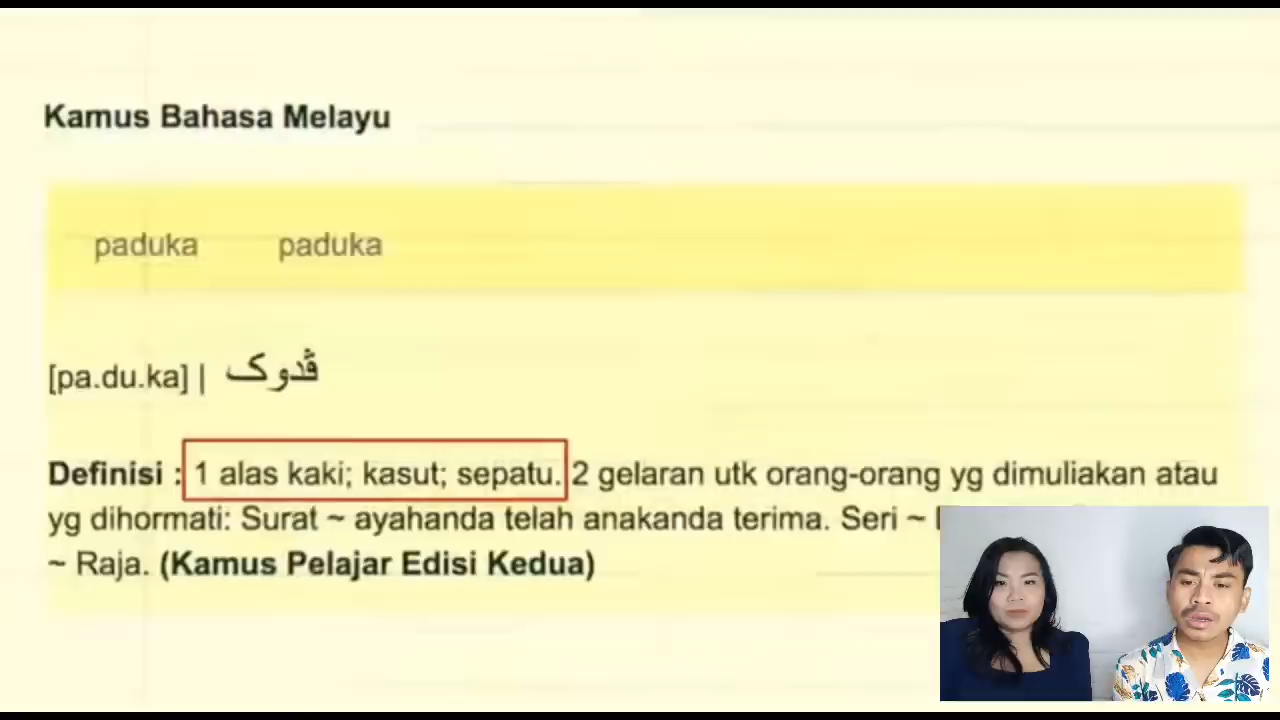 Kamus Bahasa Melayu
paduka paduka
[pa.du.ka] | ڤدوک
Definisi : 1 alas kaki; kasut; sepatu. 2 gelaran utk orang-orang yg dimuliakan atau
yg dihormati: Surat ~ ayahanda telah anakanda terima. Seri ~
~ Raja. (Kamus Pelajar Edisi Kedua)